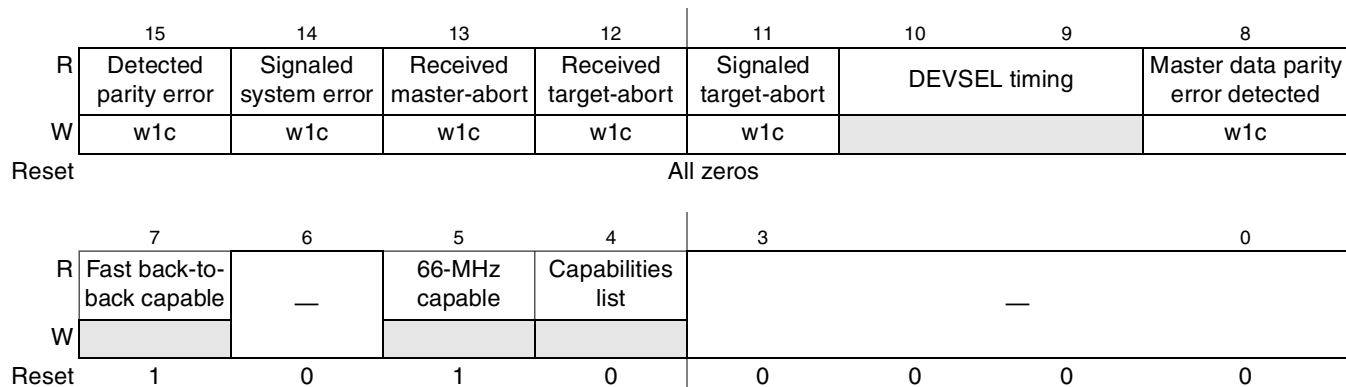 15 14 13 12 11 10 9 8
R Detected Signaled Received Received Signaled DEVSEL timing Master data parity
parity error system error master-abort target-abort target-abort error detected
W w1c w1c w1c w1c w1c w1c
Reset All zeros
7 6 5 4 3 0
R Fast back-to- — 66-MHz Capabilities —
back capable capable list
W
Reset 1 0 1 0 0 0 0 0